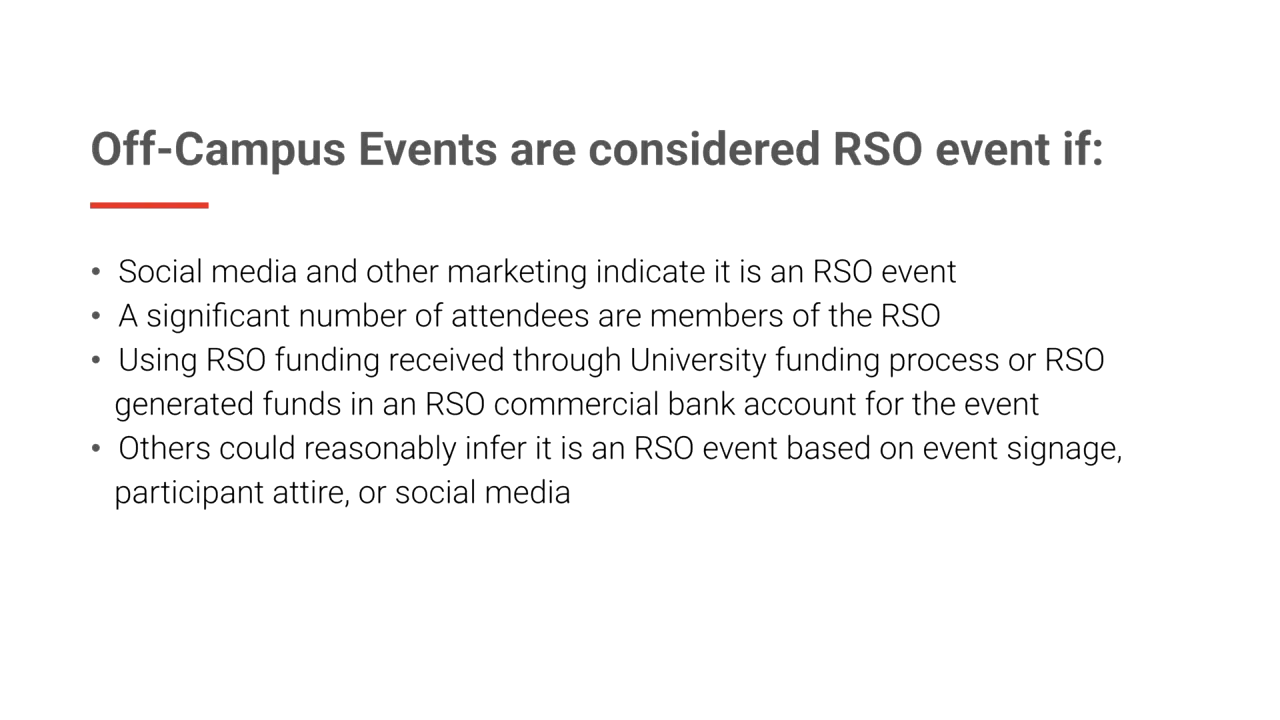 Off-Campus Events are considered RSO event if:
• Social media and other marketing indicate it is an RSO event
• A significant number of attendees are members of the RSO
• Using RSO funding received through University funding process or RSO
generated funds in an RSO commercial bank account for the event
• Others could reasonably infer it is an RSO event based on event signage,
participant attire, or social media